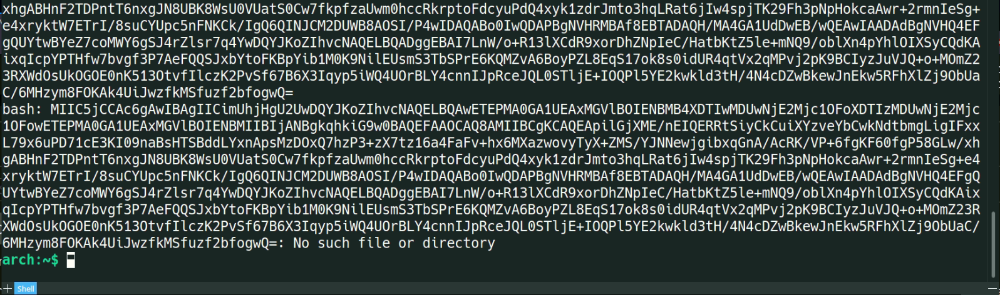 xhgABHnF2TDPntT6nxgJN8UBK8WsU0VUatS0Cw7fkpfzaUwm0hccRkrptoFdcyuPdQ4xyk1zdrJmto3hqLRat6jIw4spjTK29Fh3pNpHokcaAwr+2rmnIeSg+
e4xryktW7ETrI/8suCYUpc5nFNKCk/IgQ6QINJCM2DUWB8AOSI/P4wIDAQABo0IwQDAPBgNVHRMBAf8EBTADAQH/MA4GA1UdDwEB/wQEAwIAADAdBgNVHQ4EF
gQUYtwBYeZ7coMWY6gSJ4rZlsr7q4YwDQYJKoZIhvcNAQELBQADggEBAI7LnW/o+R13lXCdR9xorDhZNpIeC/HatbKtZ5le+mNQ9/oblXn4pYhlOIXSyCQdKA
ixqIcpYPTHfw7bvgf3P7AeFQQSJxbYtoFKBpYib1M0K9NilEUsmS3TbSPrE6KQMZvA6BoyPZL8EqS17ok8s0idUR4qtVx2qMPvj2pK9BCIyzJuVJQ+o+MOmZ2
3RXWdOsUkOGOE0nK513OtvfIlczK2PvSf67B6X3Iqyp5iWQ4UOrBLY4cnnIJpRceJQL0STljE+IOQPl5YE2kwkld3tH/4N4cDZwBkewJnEkw5RFhXlZj9ObUa
C/6MHzym8FOKAk4UiJwzfkMSfuzf2bfogwQ=
bash: MIIC5jCCAc6gAwIBAgIICimUhjHgU2UwDQYJKoZIhvcNAQELBQAwETEPMA0GA1UEAxMGVlBOIENBMB4XDTIwMDUwNjE2Mjc1OFoXDTIzMDUwNjE2Mjc
1OFowETEPMA0GA1UEAxMGVlBOIENBMIIBIjANBgkqhkiG9w0BAQEFAAOCAQ8AMIIBCgKCAQEApilGjXME/nEIQERRtSiyCkCuiXYzveYbCwkNdtbmgLigIFxx
L79x6uPD71cE3KI09naBsHTSBddLYxnApsMzDOxQ7hzP3+zX7tz16a4FaFv+hx6MXazwovyTyX+ZMS/YJNNewjgibxqGnA/AcRK/VP+6fgKF60fgP58GLw/xh
gABHnF2TDPntT6nxgJN8UBK8WsU0VUatS0Cw7fkpfzaUwm0hccRkrptoFdcyuPdQ4xyk1zdrJmto3hqLRat6jIw4spjTK29Fh3pNpHokcaAwr+2rmnIeSg+e4
xryktW7ETrI/8suCYUpc5nFNKCk/IgQ6QINJCM2DUWB8AOSI/P4wIDAQABo0IwQDAPBgNVHRMBAf8EBTADAQH/MA4GA1UdDwEB/wQEAwIAADAdBgNVHQ4EFgQ
UYtwBYeZ7coMWY6gSJ4rZlsr7q4YwDQYJKoZIhvcNAQELBQADggEBAI7LnW/o+R13lXCdR9xorDhZNpIeC/HatbKtZ5le+mNQ9/oblXn4pYhlOIXSyCQdKAix
qIcpYPTHfw7bvgf3P7AeFQQSJxbYtoFKBpYib1M0K9NilEUsmS3TbSPrE6KQMZvA6BoyPZL8EqS17ok8s0idUR4qtVx2qMPvj2pK9BCIyzJuVJQ+o+MOmZ23R
XWdOsUkOGOE0nK513OtvfIlczK2PvSf67B6X3Iqyp5iWQ4UOrBLY4cnnIJpRceJQL0STljE+IOQPl5YE2kwkld3tH/4N4cDZwBkewJnEkw5RFhXlZj9ObUaC/
6MHzym8FOKAk4UiJwzfkMSfuzf2bfogwQ=: No such file or directory
arch:~$
Shell